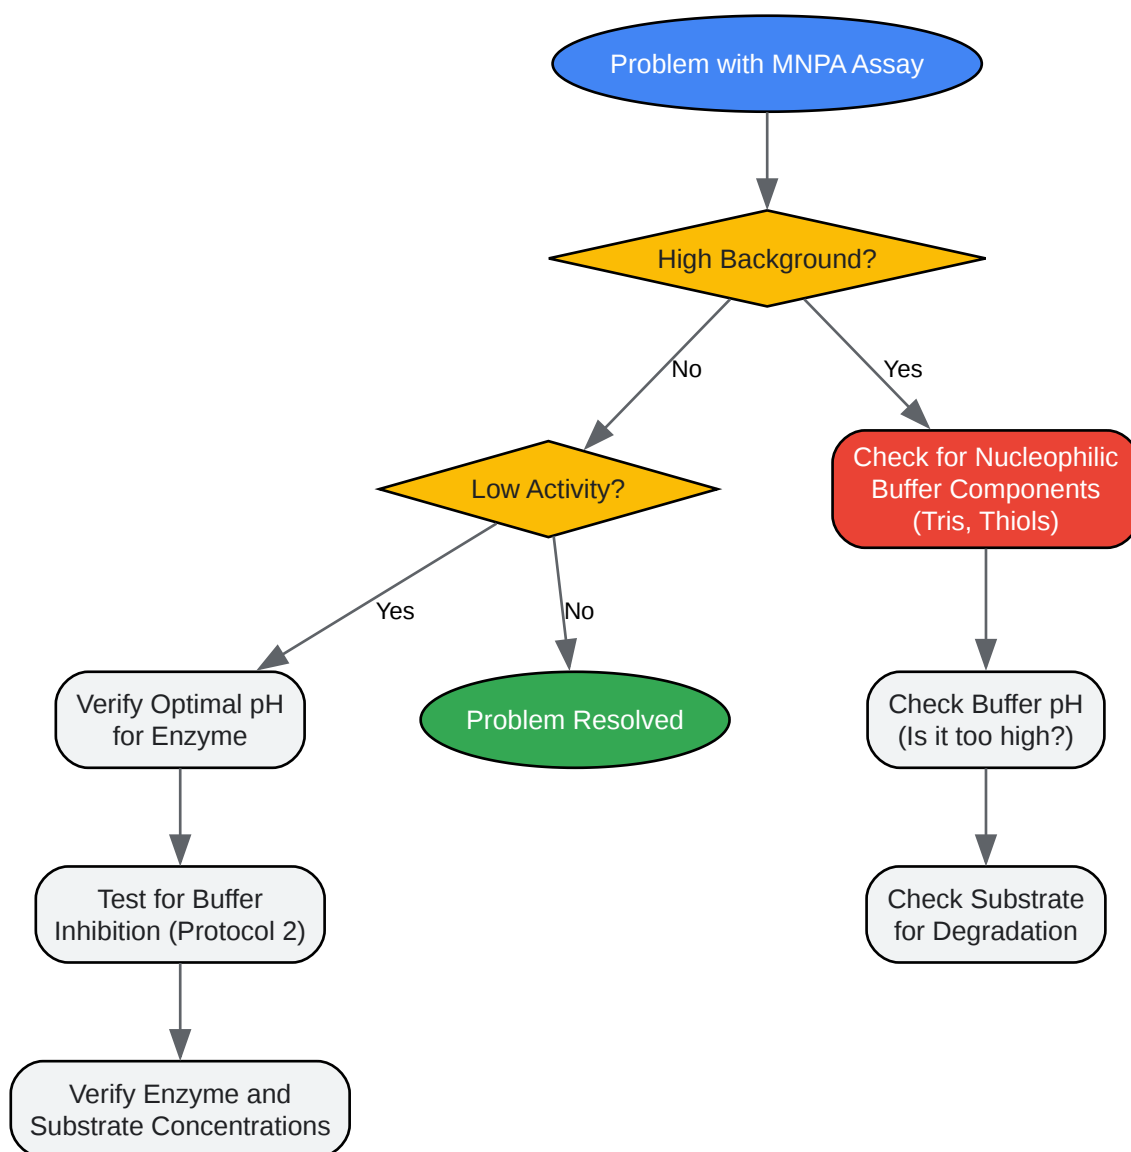 Problem with MNPA Assay
High Background?
No
Yes
Low Activity?
Check for Nucleophilic
Buffer Components
(Tris, Thiols)
Yes
No
Verify Optimal pH
for Enzyme
Problem Resolved
Check Buffer pH
(Is it too high?)
Test for Buffer
Inhibition (Protocol 2)
Check Substrate
for Degradation
Verify Enzyme and
Substrate Concentrations